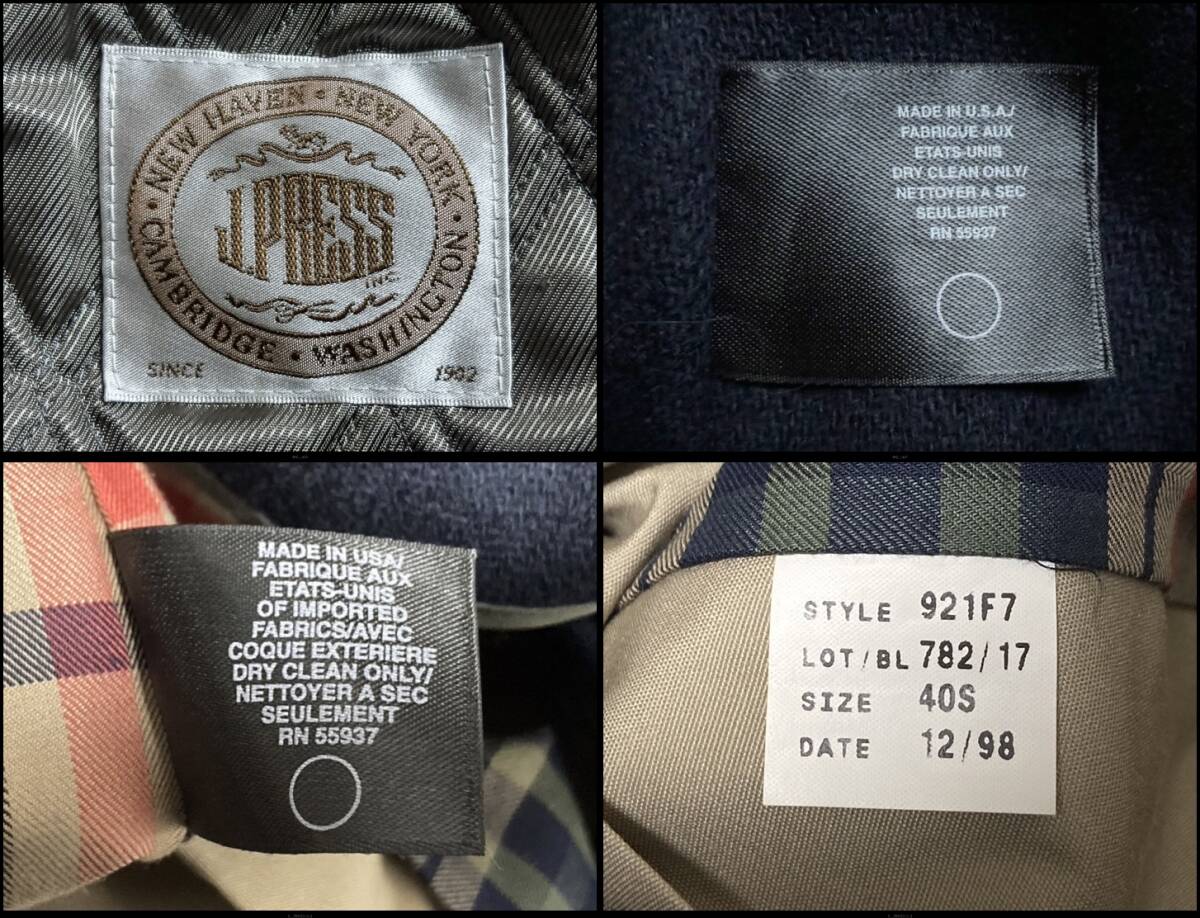 NEW HAVEN • NEW YORK •
CAMBRIDGE • WASHINGTON
J.PRESS
INC.
SINCE 1902
MADE IN U.S.A/
FABRIQUE AUX
ETATS-UNIS
DRY CLEAN ONLY/
NETTOYER A SEC
SEULEMENT
RN 55937
MADE IN USA/
FABRIQUE AUX
ETATS-UNIS
OF IMPORTED
FABRICS/AVEC
COQUE EXTERIERE
DRY CLEAN ONLY/
NETTOYER A SEC
SEULEMENT
RN 55937
STYLE 921F7
LOT/BL 782/17
SIZE 40S
DATE 12/98